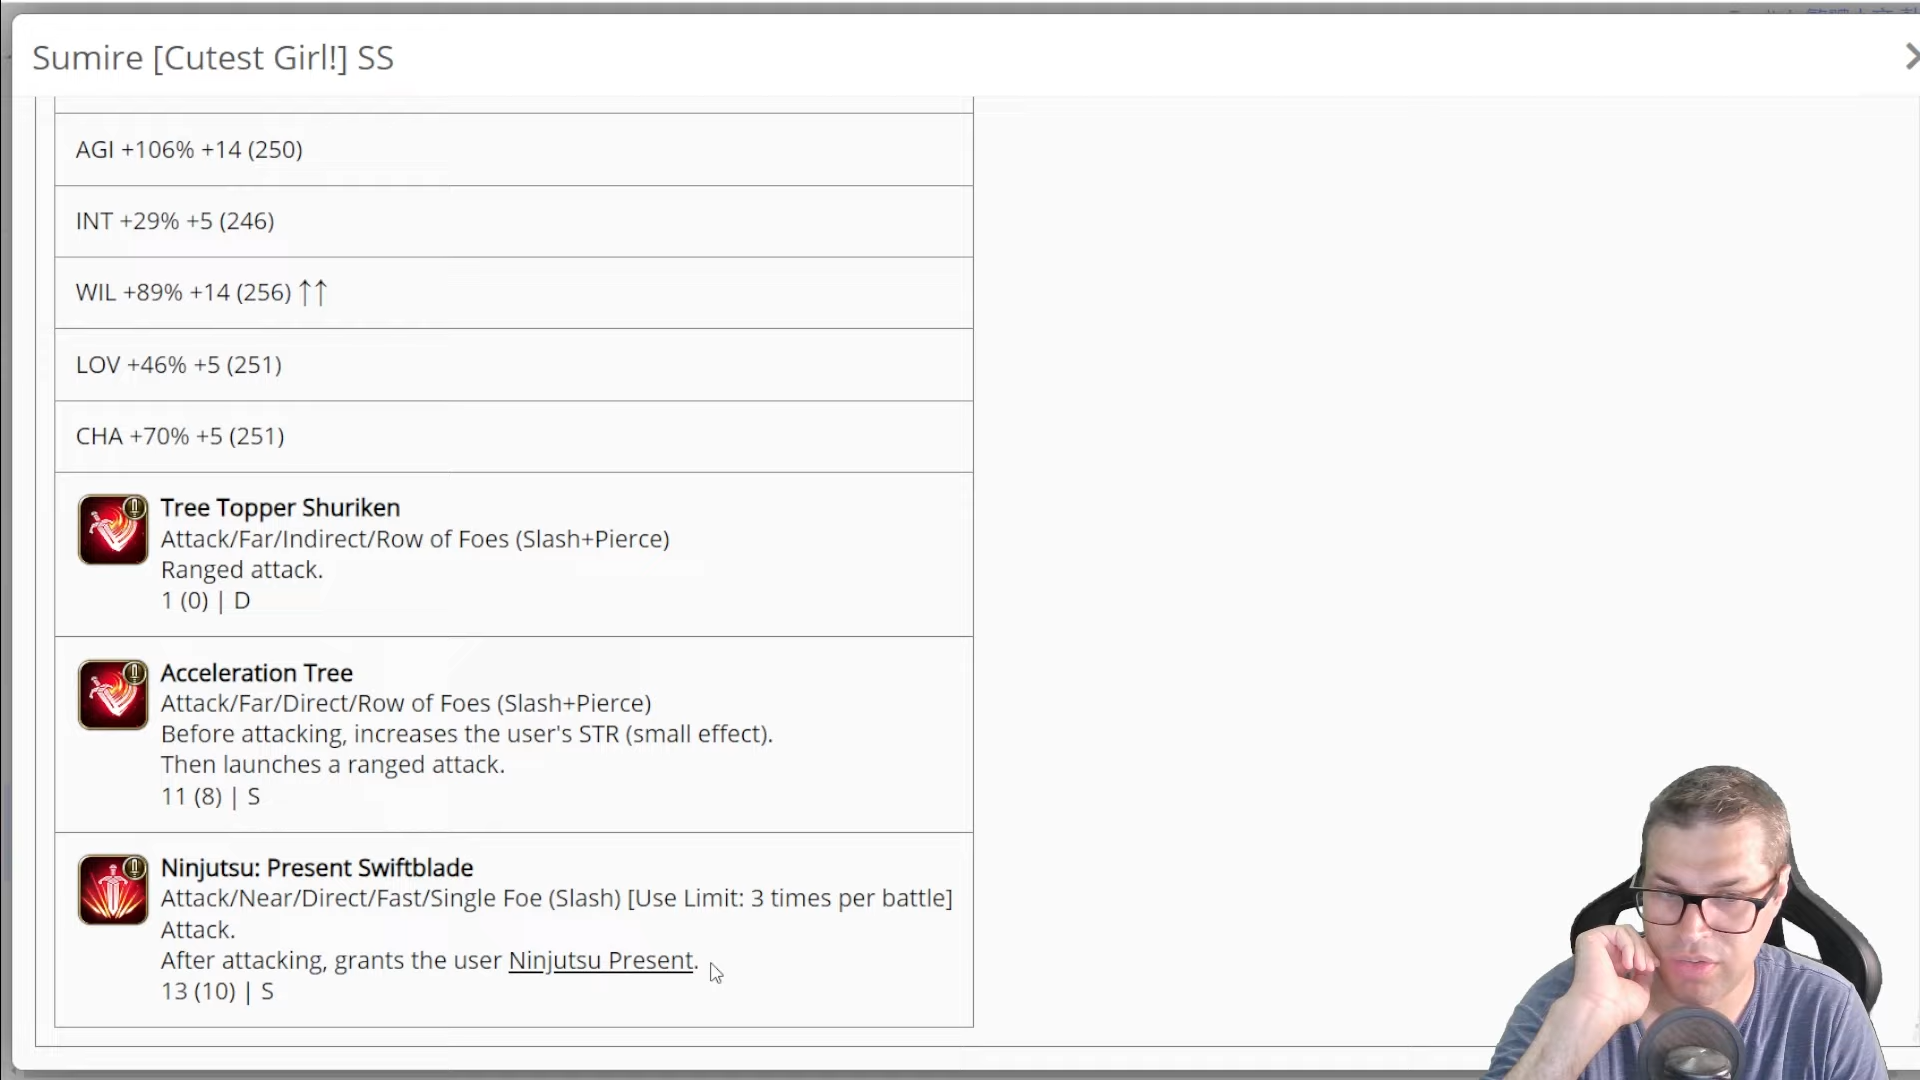 Sumire [Cutest Girl!] SS
AGI +106% +14 (250)
INT +29% +5 (246)
WIL +89% +14 (256) ↑↑
LOV +46% +5 (251)
CHA +70% +5 (251)
Tree Topper Shuriken
Attack/Far/Indirect/Row of Foes (Slash+Pierce)
Ranged attack.
1 (0) | D
Acceleration Tree
Attack/Far/Direct/Row of Foes (Slash+Pierce)
Before attacking, increases the user's STR (small effect).
Then launches a ranged attack.
11 (8) | S
Ninjutsu: Present Swiftblade
Attack/Near/Direct/Fast/Single Foe (Slash) [Use Limit: 3 times per battle]
Attack.
After attacking, grants the user Ninjutsu Present.
13 (10) | S